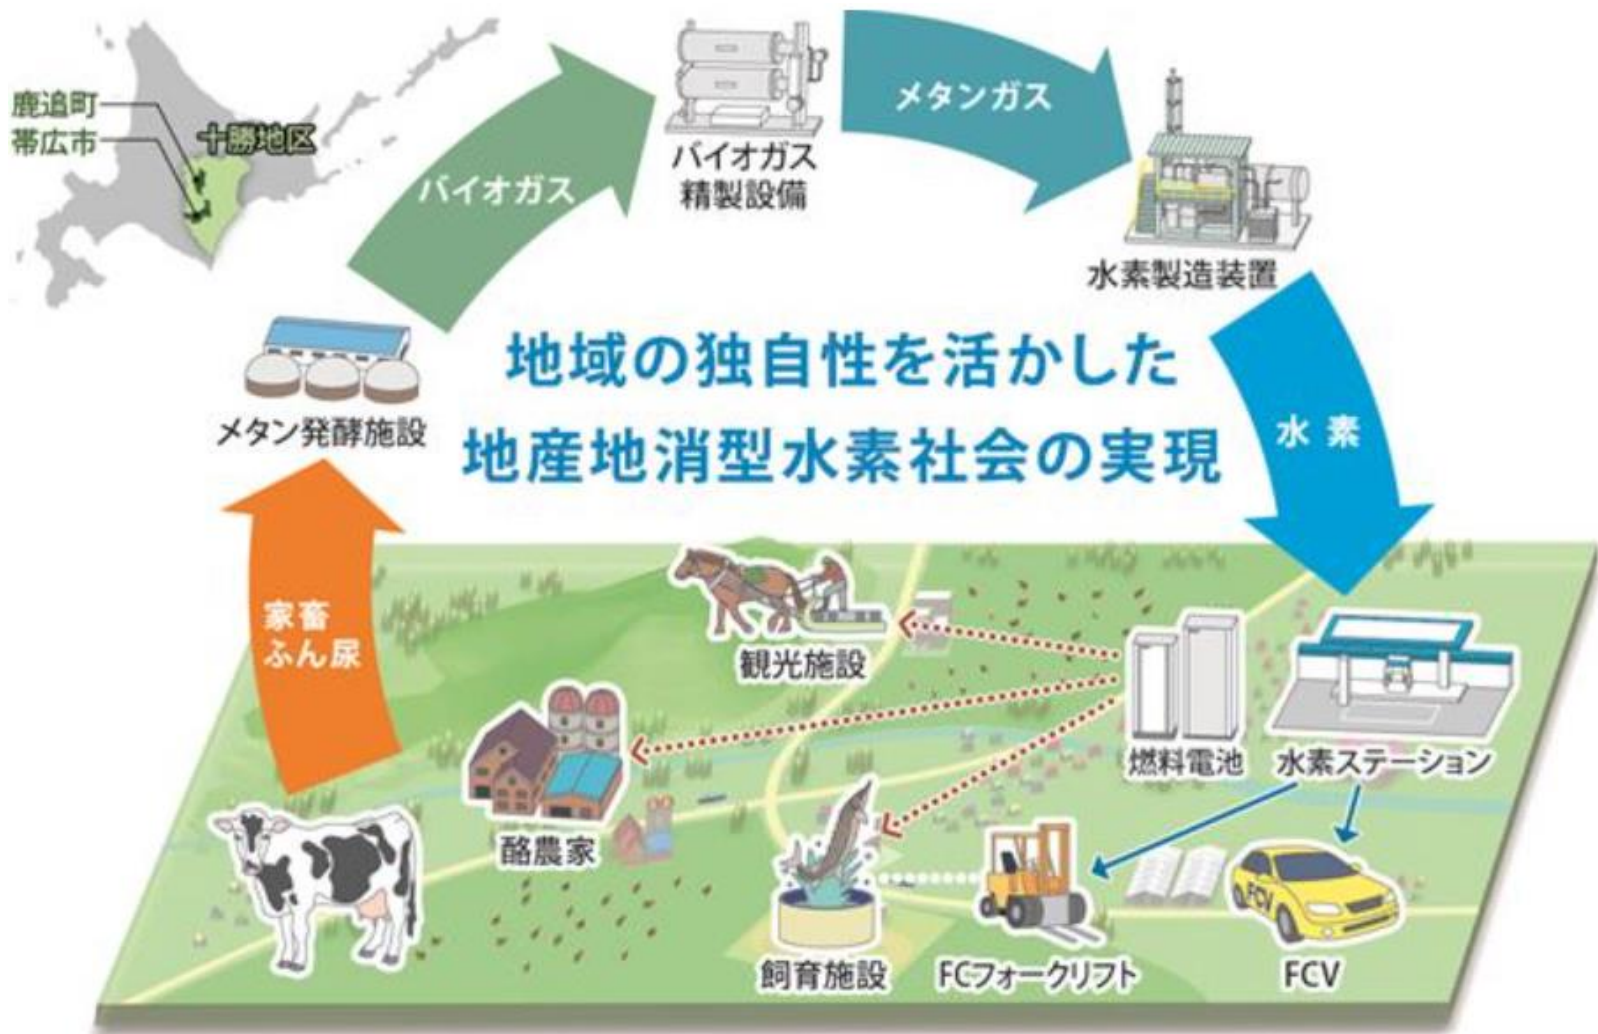 鹿追町
帯広市
十勝地区
バイオガス
バイオガス
精製設備
メタンガス
水素製造装置
地域の独自性を活かした
地産地消型水素社会の実現
メタン発酵施設
水素
家畜
ふん尿
観光施設
酪農家
燃料電池
水素ステーション
飼育施設
FCフォークリフト
FCV
FCV